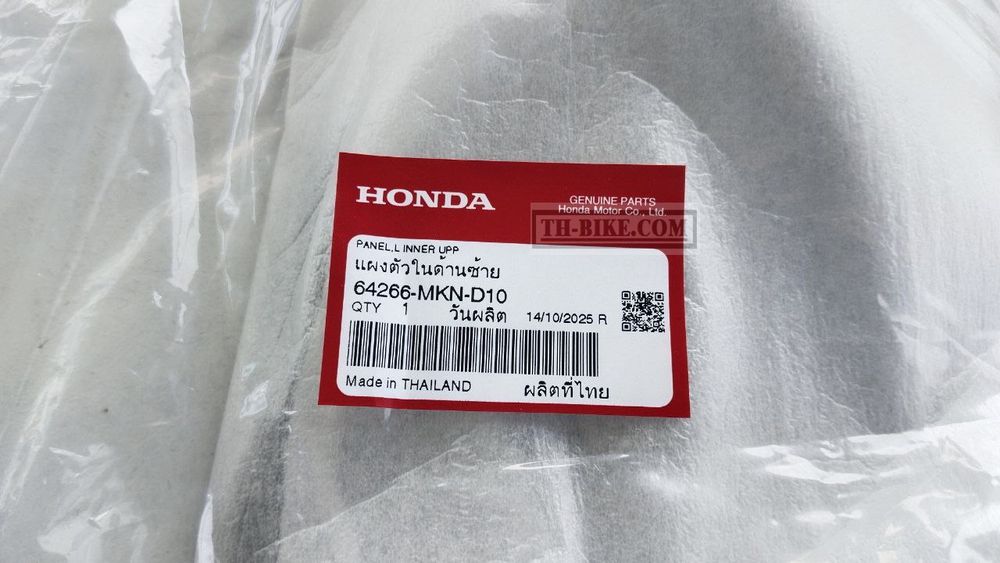 HONDA
GENUINE PARTS
Honda Motor Co., Ltd.
TH-BIKE.COM
PANEL,L INNER UPP
แผงตัวในด้านซ้าย
64266-MKN-D10
QTY 1 วันผลิต 14/10/2025 R
Made in THAILAND ผลิตที่ไทย